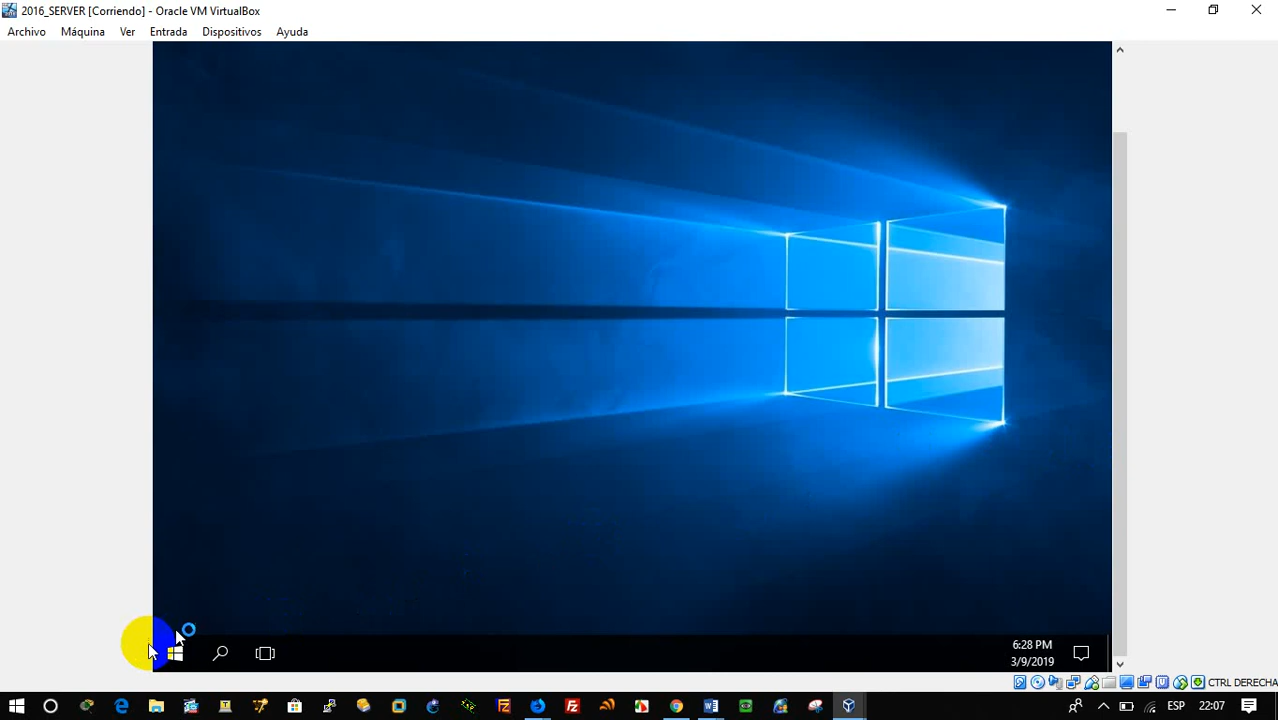 2016_SERVER [Corriendo] - Oracle VM VirtualBox
Archivo Máquina Ver Entrada Dispositivos Ayuda
6:28 PM
3/9/2019
CTRL DERECHA
ESP 22:07